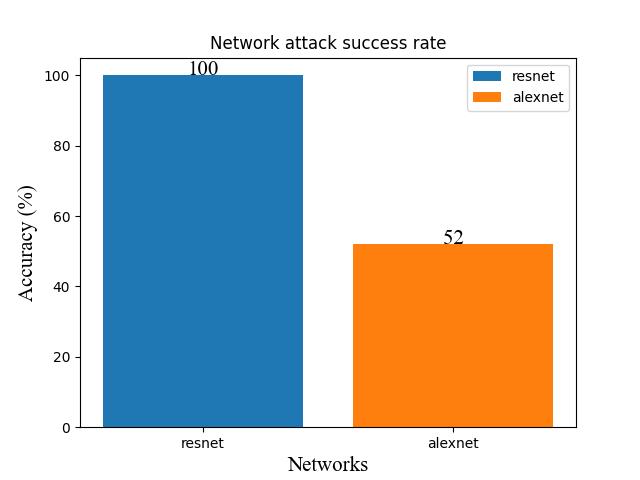 Network attack success rate
100
resnet
alexnet
52
Accuracy (%)
100
80
60
40
20
0
resnet alexnet
Networks